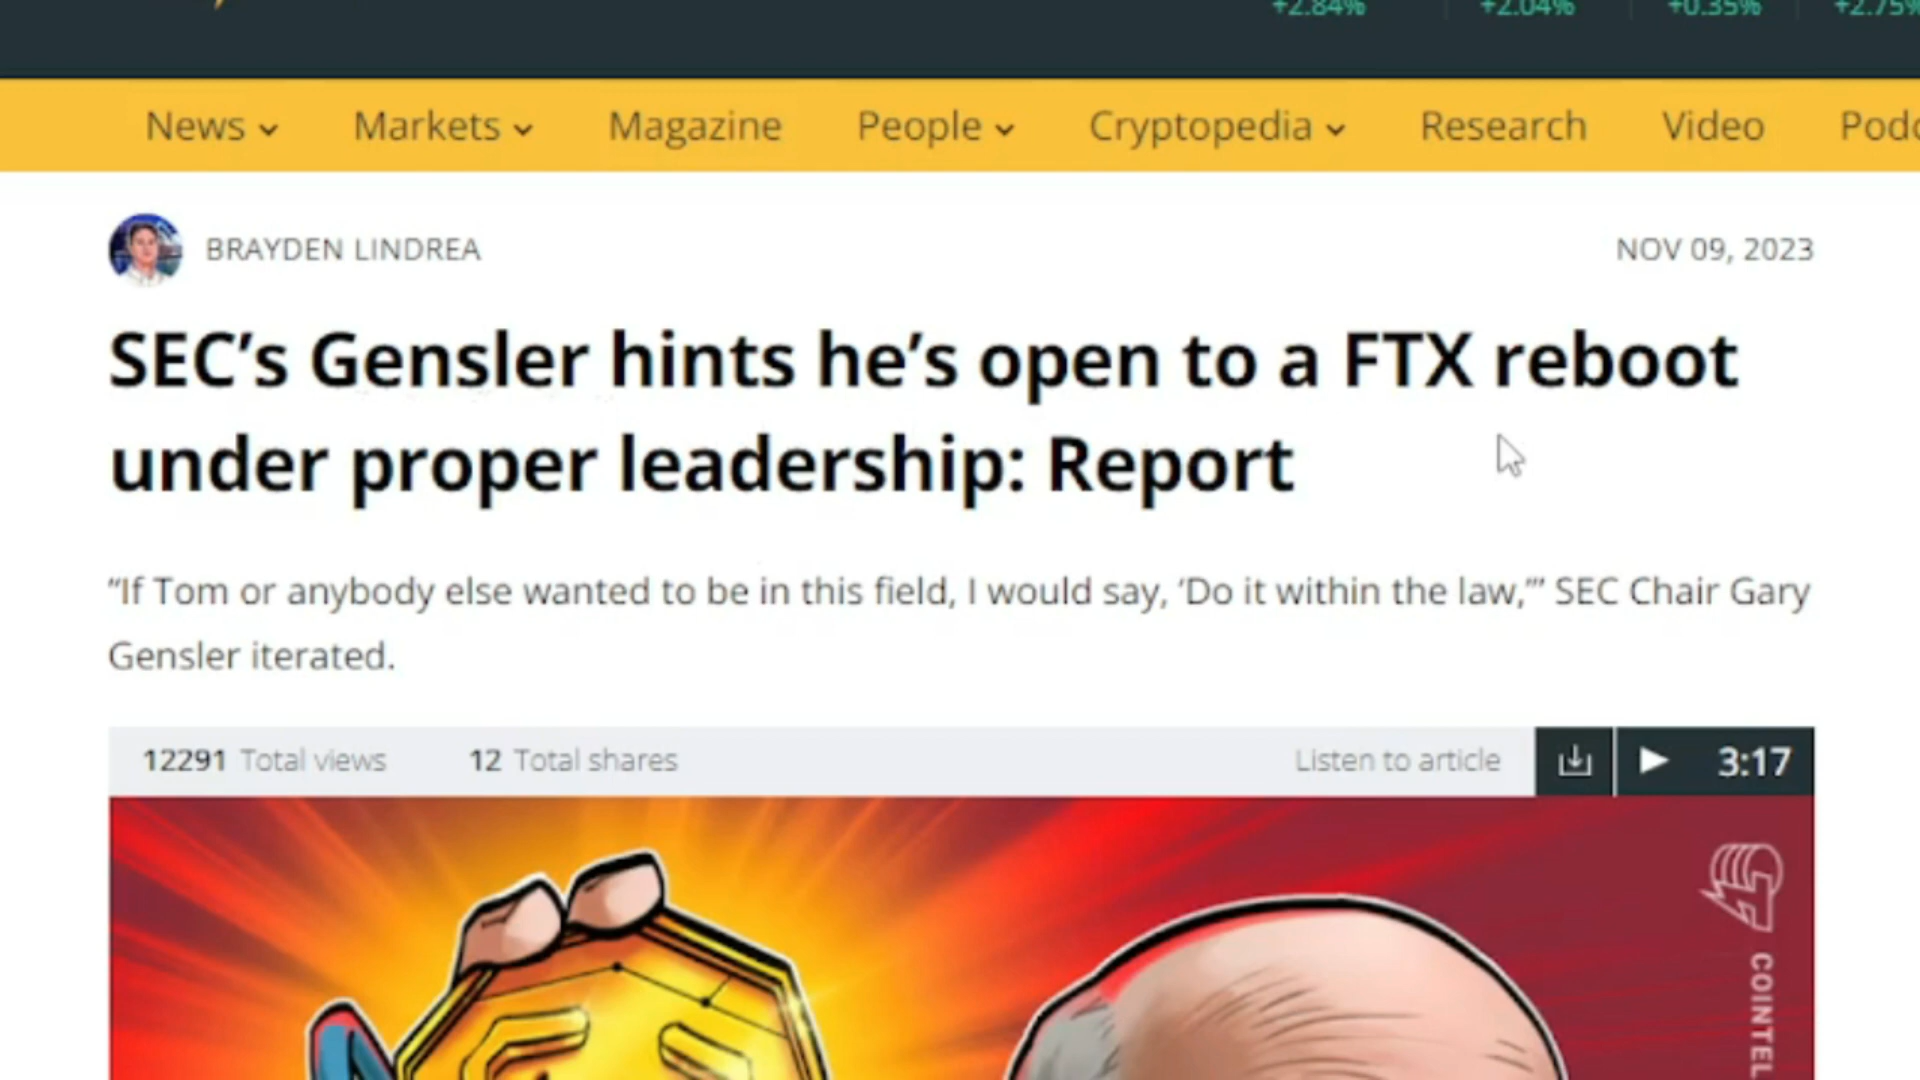 +2.84% +2.04% +0.35% +2.75%
News Markets Magazine People Cryptopedia Research Video
BRAYDEN LINDREA NOV 09, 2023
SEC’s Gensler hints he’s open to a FTX reboot
under proper leadership: Report
“If Tom or anybody else wanted to be in this field, I would say, ‘Do it within the law,’” SEC Chair Gary
Gensler iterated.
12291 Total views 12 Total shares Listen to article 3:17
COINTEL